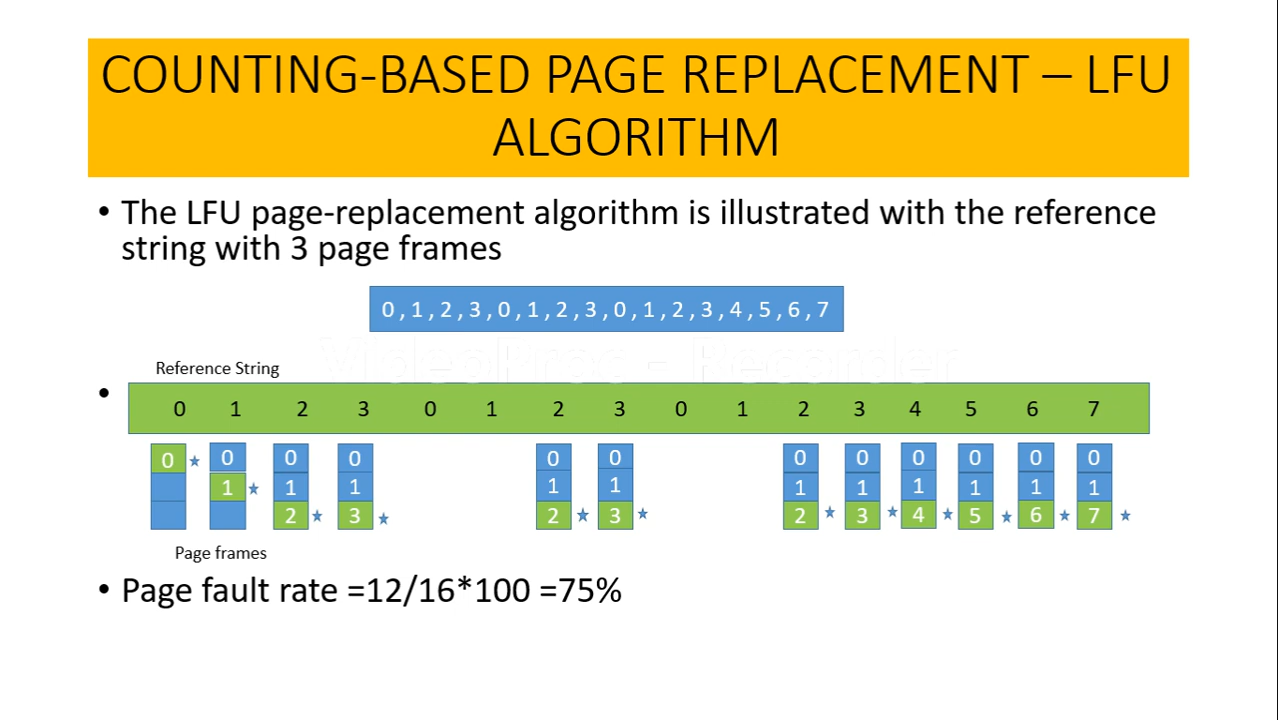 COUNTING-BASED PAGE REPLACEMENT – LFU
ALGORITHM
• The LFU page-replacement algorithm is illustrated with the reference
string with 3 page frames
0 , 1 , 2 , 3 , 0 , 1 , 2 , 3 , 0 , 1 , 2 , 3 , 4 , 5 , 6 , 7
VideoProc - Recorder
Reference String
•
0 1 2 3 0 1 2 3 0 1 2 3 4 5 6 7
0 0 0 0 0 0 0 0 0 0 0 0
1 1 1 1 1 1 1 1 1 1 1
2 3 2 3 2 3 4 5 6 7
Page frames
• Page fault rate =12/16*100 =75%